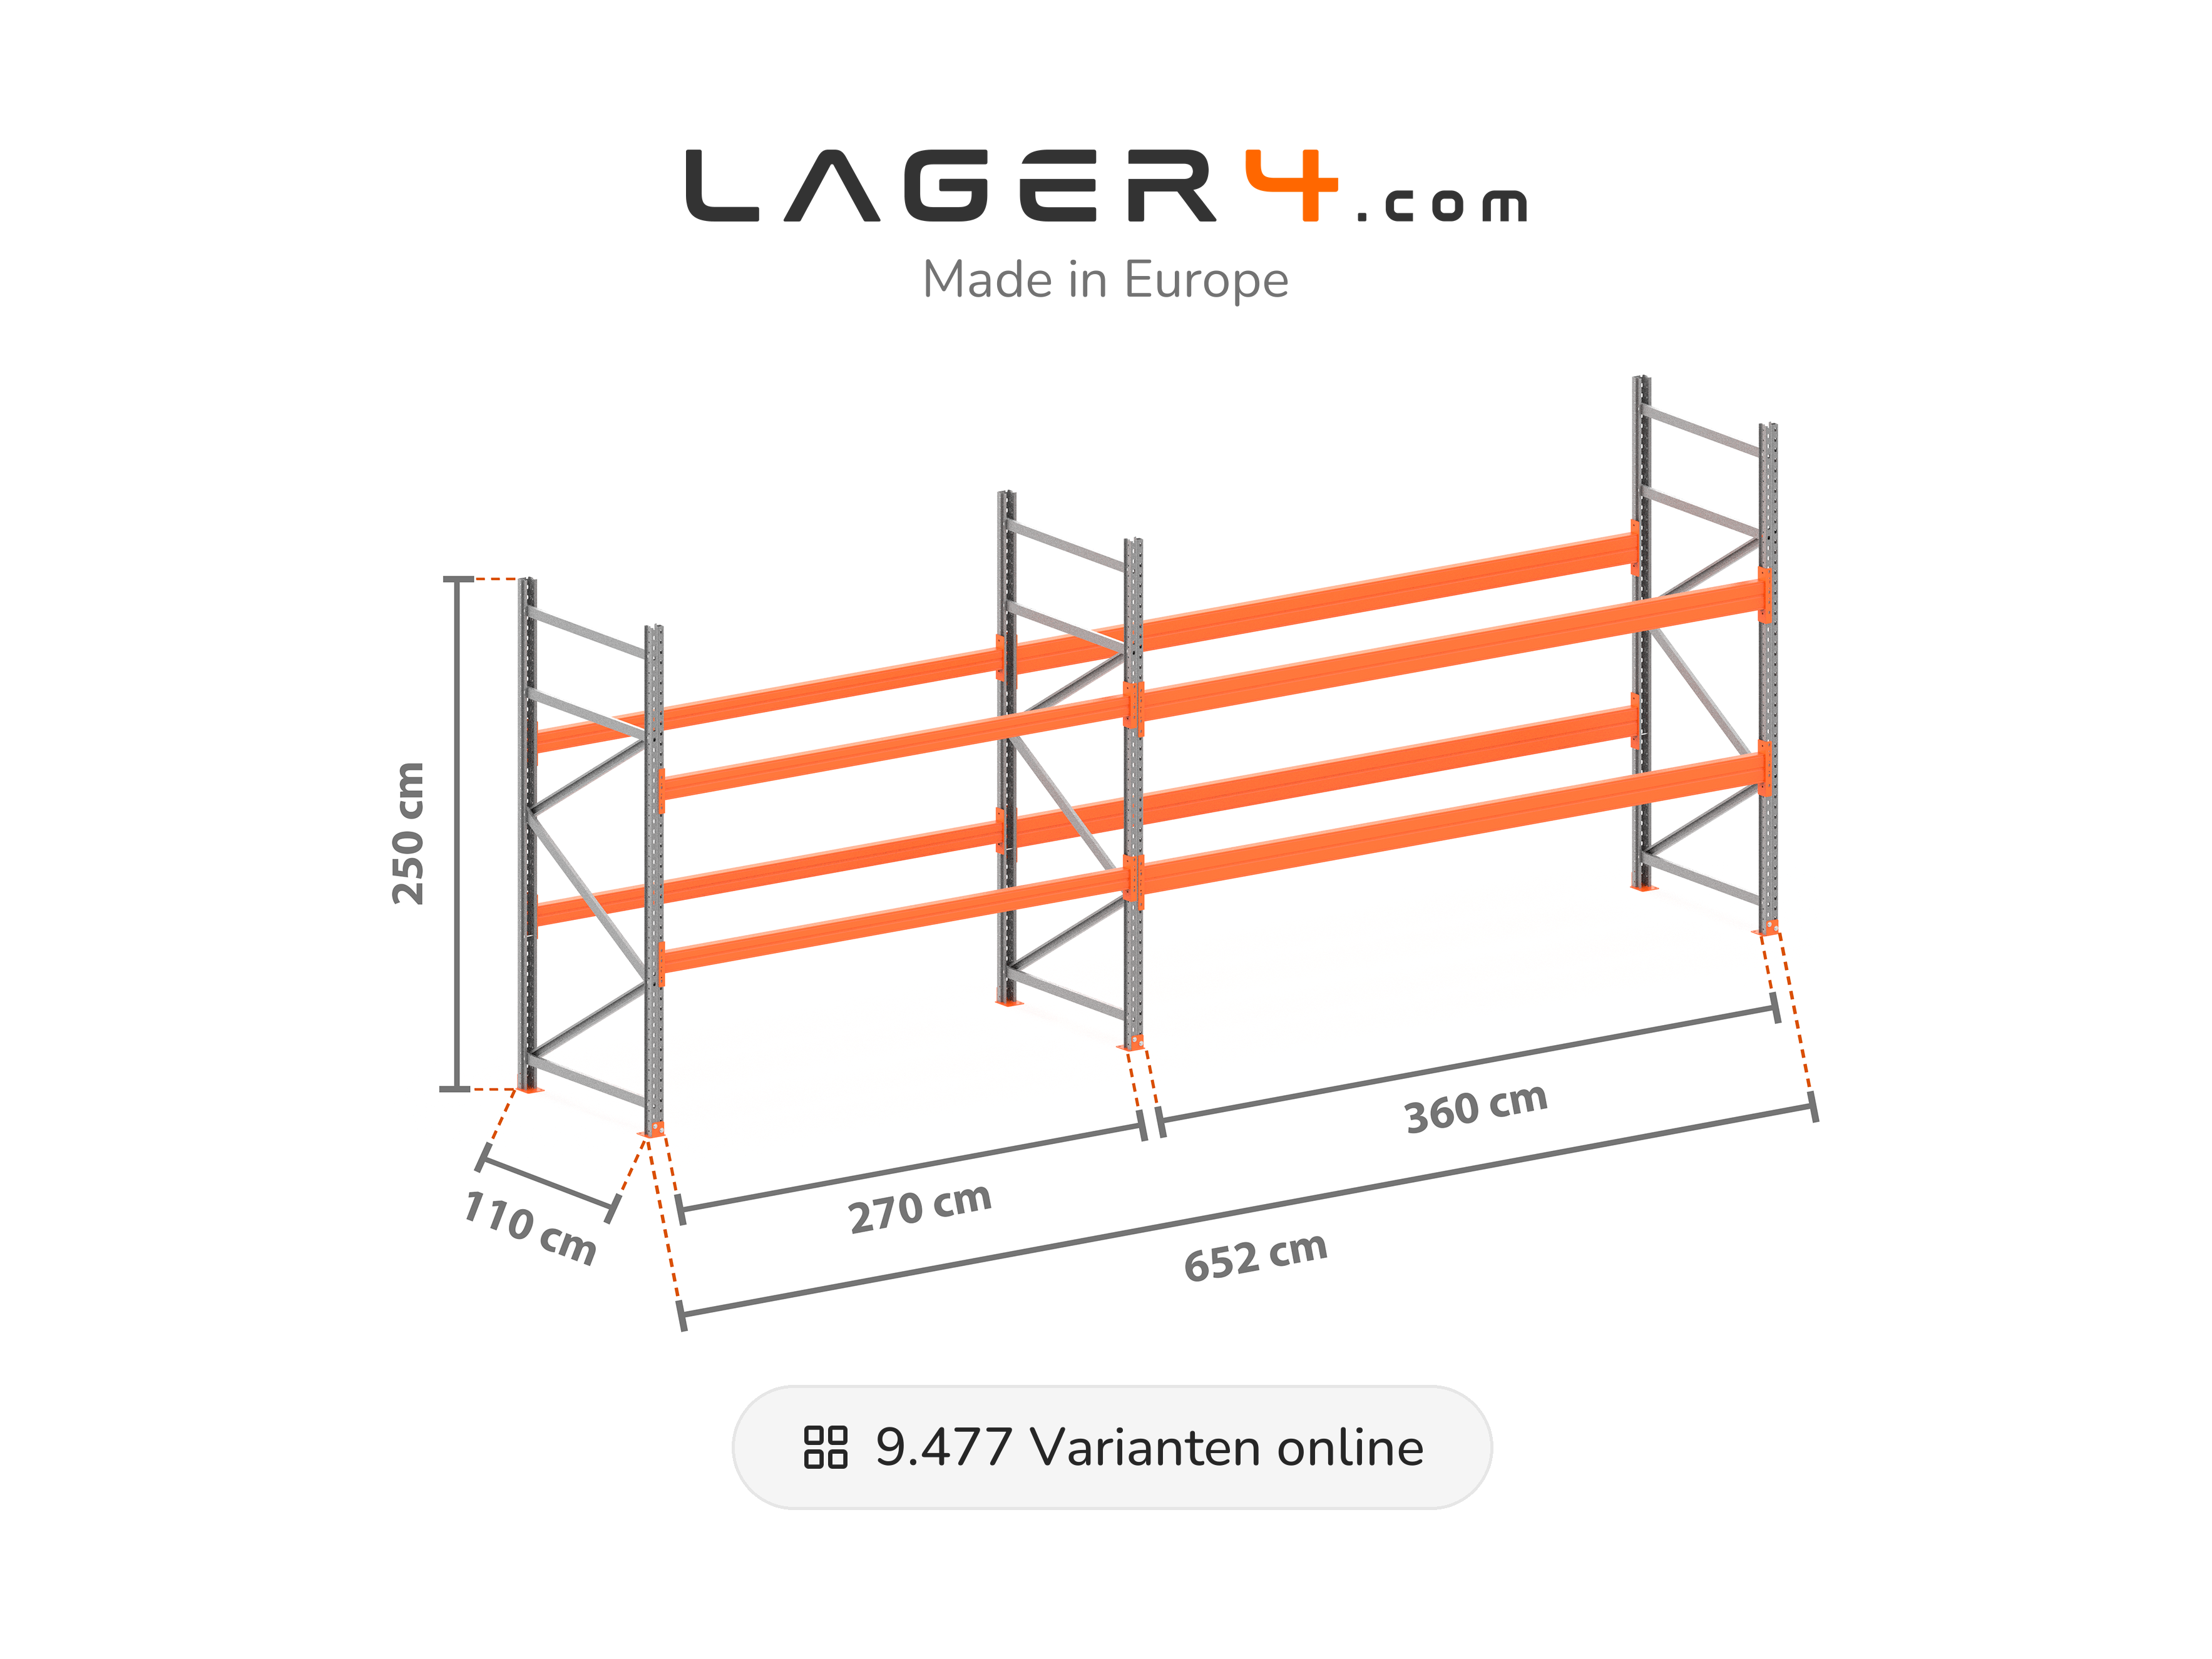 LAGER4.com
Made in Europe
250 cm
110 cm
270 cm
360 cm
652 cm
9.477 Varianten online